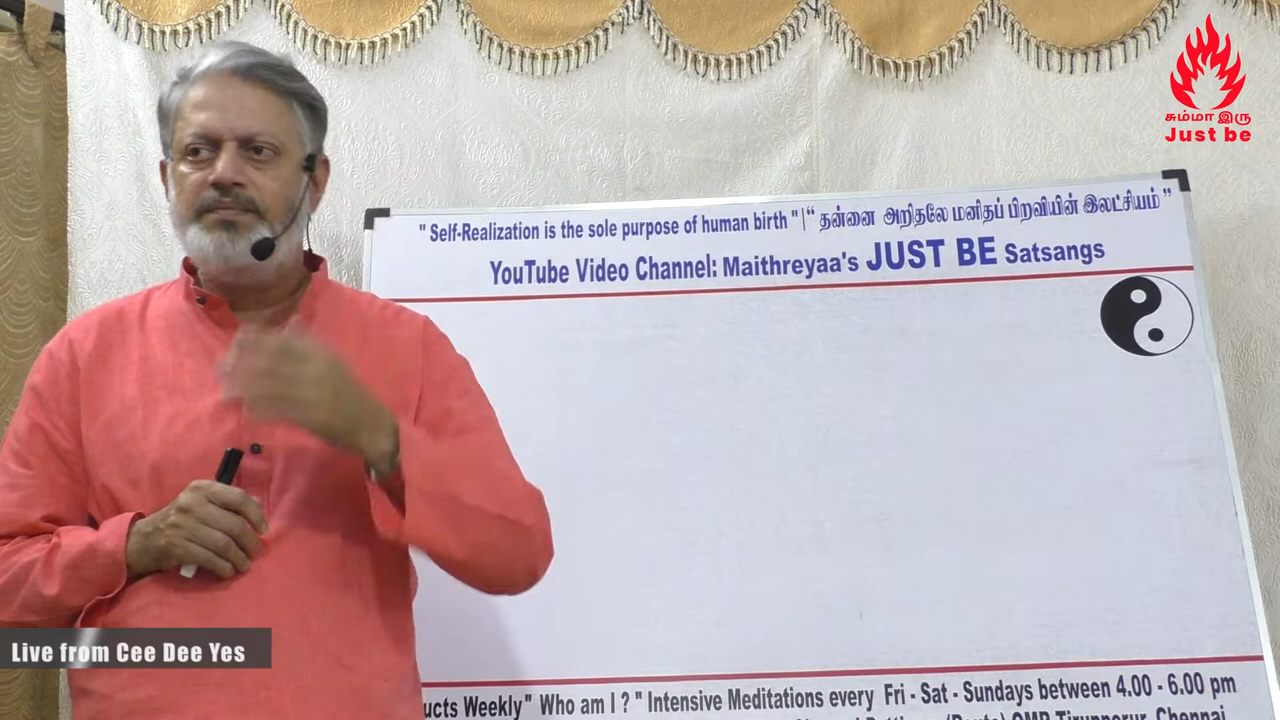 சும்மா இரு
Just be
" Self-Realization is the sole purpose of human birth " | “ தன்னை அறிதலே மனிதப் பிறவியின் இலட்சியம் ”
YouTube Video Channel: Maithreyaa's JUST BE Satsangs
Live from Cee Dee Yes
ucts Weekly " Who am I ? " Intensive Meditations every Fri - Sat - Sundays between 4.00 - 6.00 pm
(Route) OMR Tirupporur, Chennai